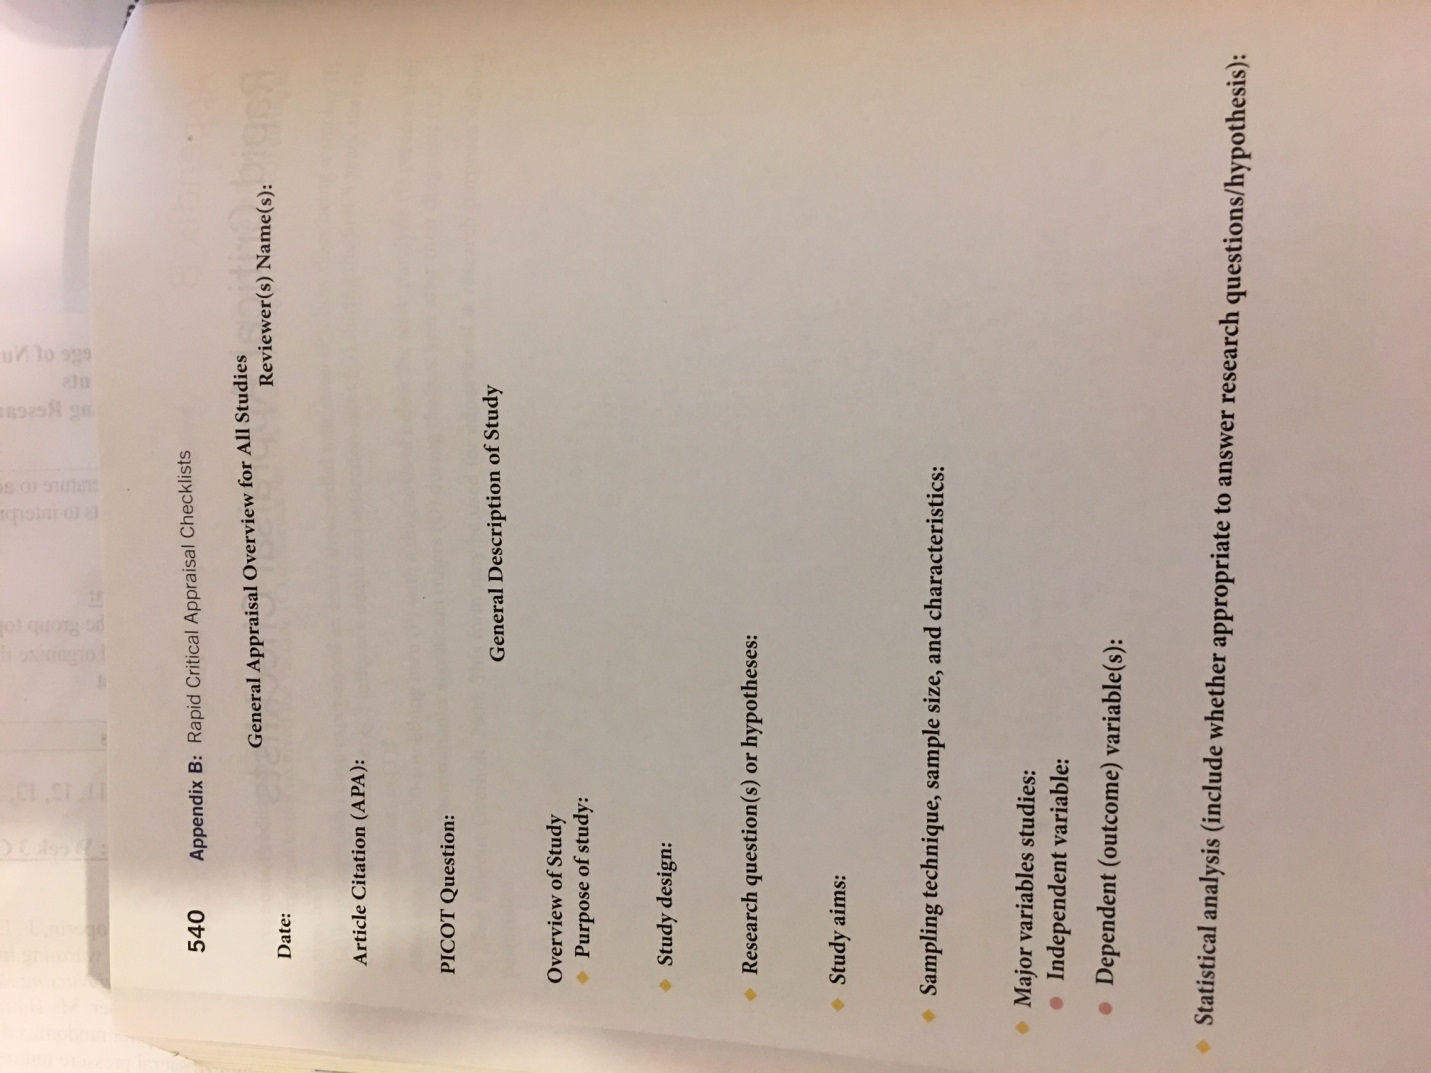 540 Appendix B: Rapid Critical Appraisal Checklists
General Appraisal Overview for All Studies
Date: Reviewer(s) Name(s):
Article Citation (APA):
PICOT Question:
General Description of Study
Overview of Study
◆ Purpose of study:
◆ Study design:
◆ Research question(s) or hypotheses:
◆ Study aims:
◆ Sampling technique, sample size, and characteristics:
◆ Major variables studies:
● Independent variable:
● Dependent (outcome) variable(s):
◆ Statistical analysis (include whether appropriate to answer research questions/hypothesis):